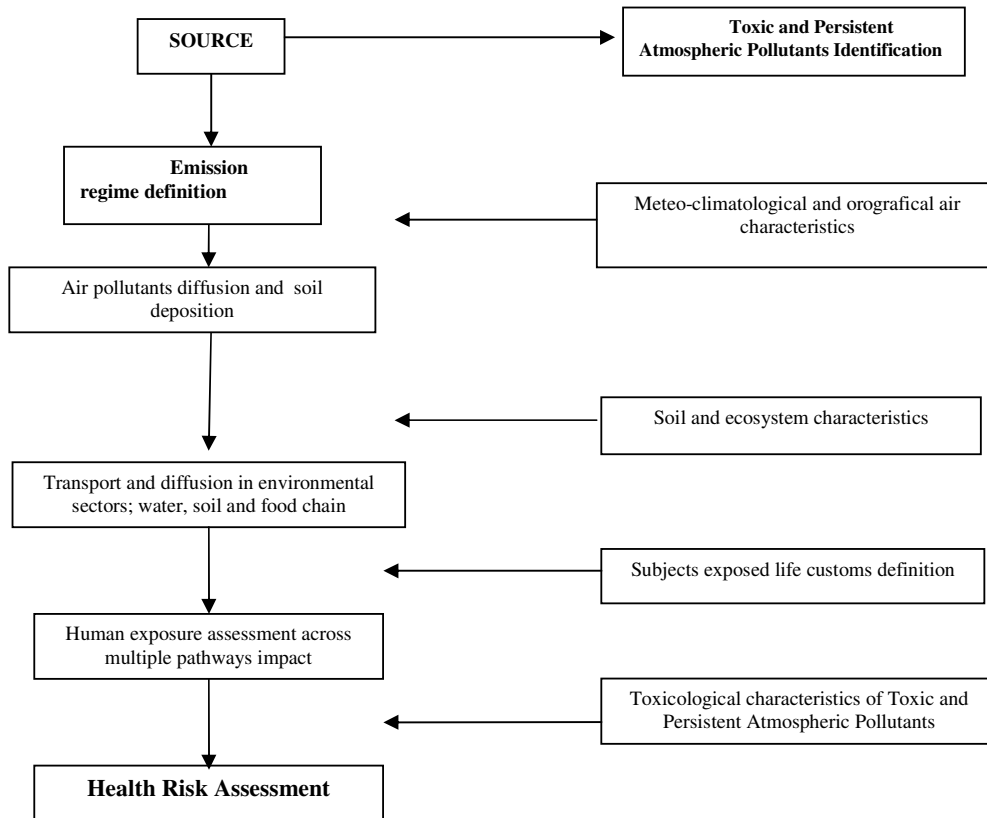 SOURCE
Toxic and Persistent
Atmospheric Pollutants Identification
Emission
regime definition
Meteo-climatological and orografical air
characteristics
Air pollutants diffusion and soil
deposition
Soil and ecosystem characteristics
Transport and diffusion in environmental
sectors; water, soil and food chain
Subjects exposed life customs definition
Human exposure assessment across
multiple pathways impact
Toxicological characteristics of Toxic and
Persistent Atmospheric Pollutants
Health Risk Assessment